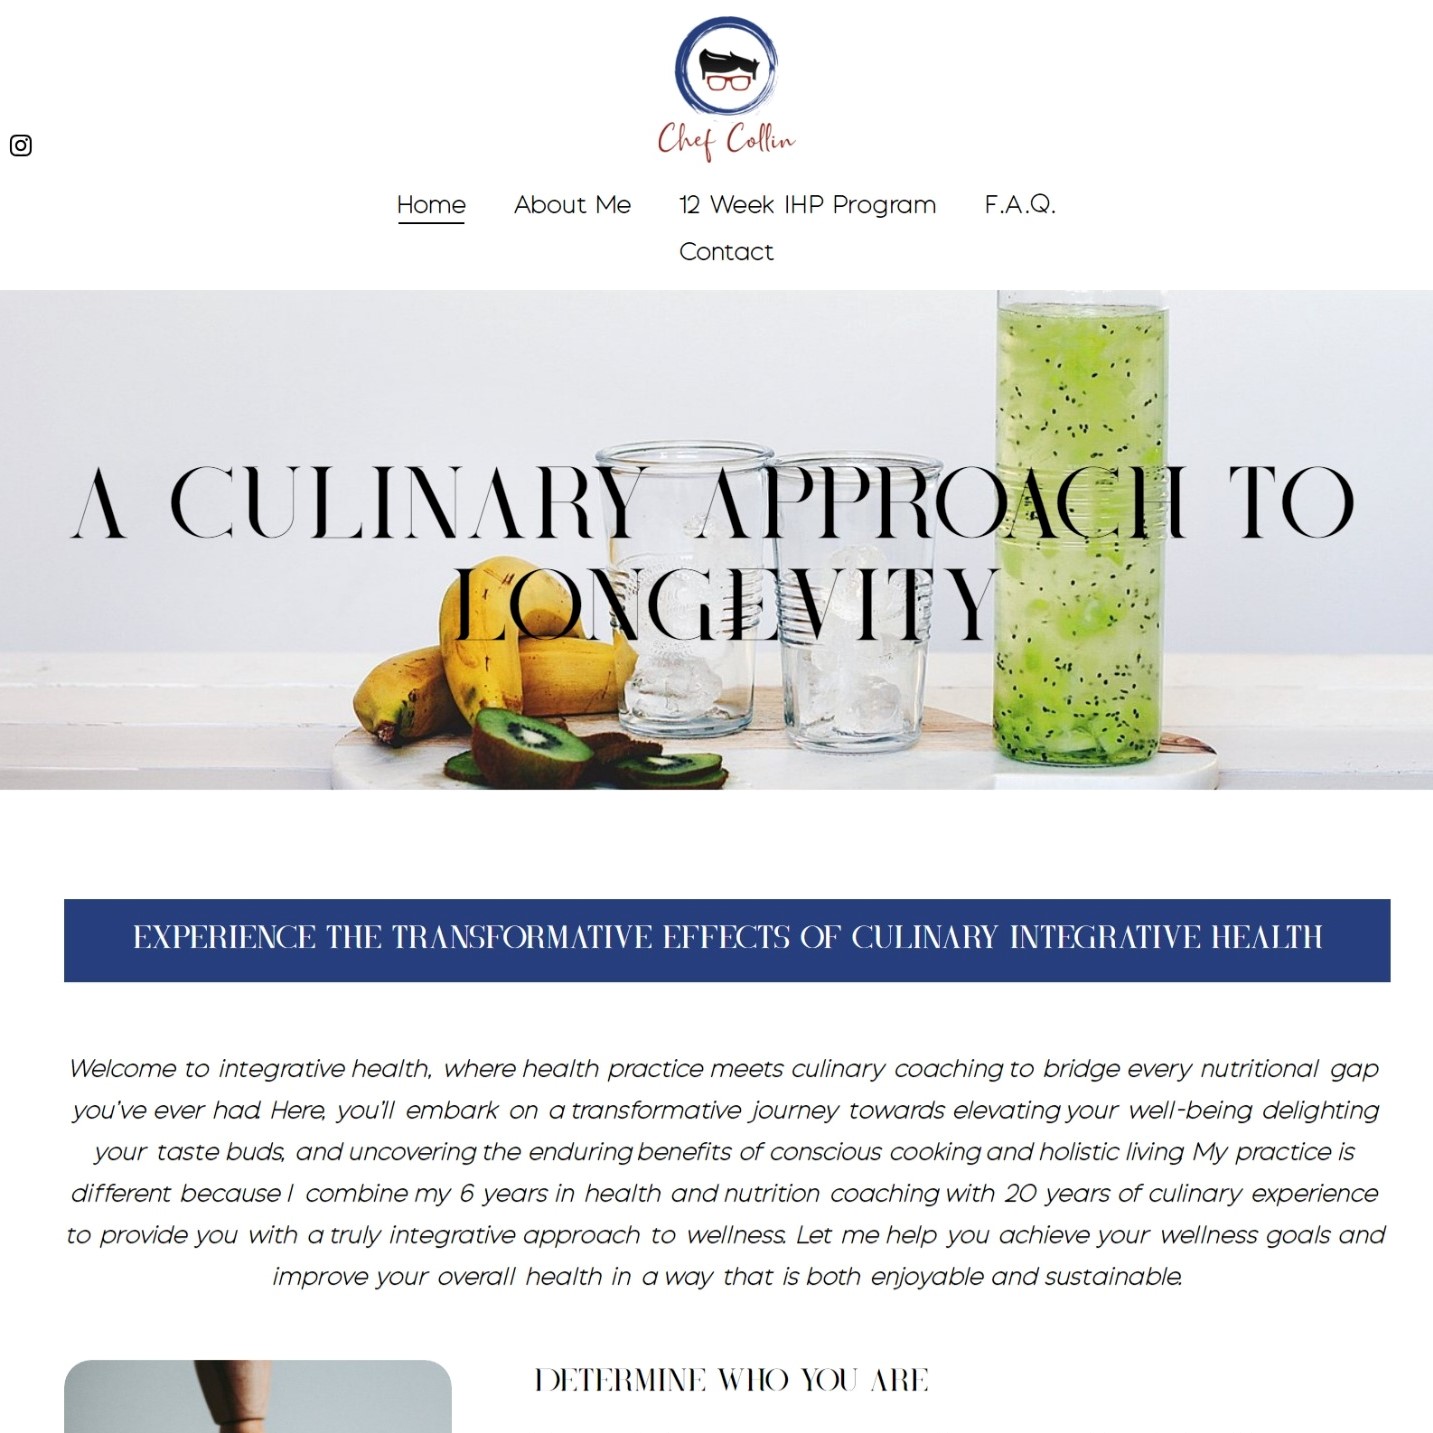 Chef Collin
Home About Me 12 Week IHP Program F.A.Q.
Contact
A CULINARY APPROACH TO
LONGEVITY
EXPERIENCE THE TRANSFORMATIVE EFFECTS OF CULINARY INTEGRATIVE HEALTH
Welcome to integrative health, where health practice meets culinary coaching to bridge every nutritional gap
you've ever had. Here, you'll embark on a transformative journey towards elevating your well-being delighting
your taste buds, and uncovering the enduring benefits of conscious cooking and holistic living My practice is
different because I combine my 6 years in health and nutrition coaching with 20 years of culinary experience
to provide you with a truly integrative approach to wellness. Let me help you achieve your wellness goals and
improve your overall health in a way that is both enjoyable and sustainable.
DETERMINE WHO YOU ARE